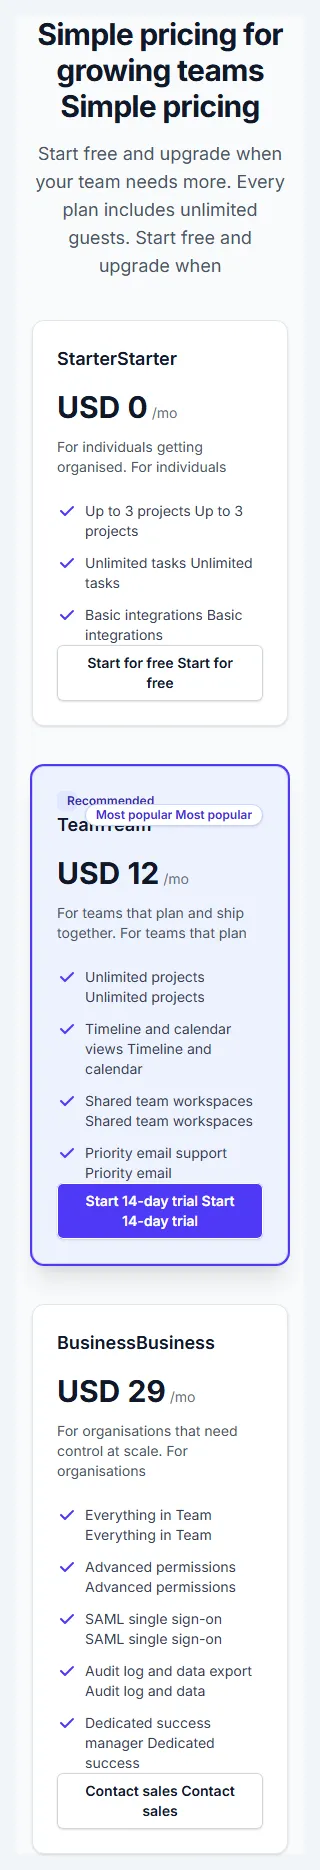 Simple pricing for
growing teams
Simple pricing
Start free and upgrade when
your team needs more. Every
plan includes unlimited
guests. Start free and
upgrade when
StarterStarter
USD 0 /mo
For individuals getting
organised. For individuals
Up to 3 projects Up to 3
projects
Unlimited tasks Unlimited
tasks
Basic integrations Basic
integrations
Start for free Start for
free
Recommended
Most popular Most popular
TeamTeam
USD 12 /mo
For teams that plan and ship
together. For teams that plan
Unlimited projects
Unlimited projects
Timeline and calendar
views Timeline and
calendar
Shared team workspaces
Shared team workspaces
Priority email support
Priority email
Start 14-day trial Start
14-day trial
BusinessBusiness
USD 29 /mo
For organisations that need
control at scale. For
organisations
Everything in Team
Everything in Team
Advanced permissions
Advanced permissions
SAML single sign-on
SAML single sign-on
Audit log and data export
Audit log and data
Dedicated success
manager Dedicated
success
Contact sales Contact
sales